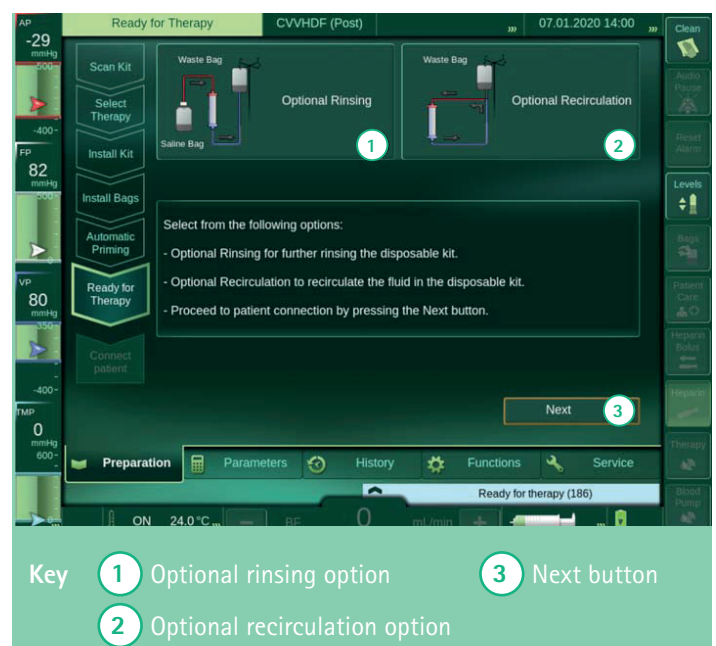 AP
-29
mmHg
500
-400-
FP
82
mmHg
500
VP
80
mmHg
350
-400-
TMP
0
mmHg
600-
Ready for Therapy
CVVHDF (Post)
07.01.2020 14:00
Scan Kit
Select
Therapy
Install Kit
Install Bags
Automatic
Priming
Ready for
Therapy
Connect
patient
Waste Bag
Saline Bag
Optional Rinsing
1
Waste Bag
Optional Recirculation
2
Select from the following options:
- Optional Rinsing for further rinsing the disposable kit.
- Optional Recirculation to recirculate the fluid in the disposable kit.
- Proceed to patient connection by pressing the Next button.
Next 3
Preparation Parameters History Functions Service
Ready for therapy (186)
ON 24.0 °C BF 0 mL/min
Clean
Audio
Pause
Reset
Alarm
Levels
Bags
Patient
Care
Heparin
Bolus
Heparin
Therapy
Blood
Pump
Key 1 Optional rinsing option 3 Next button
2 Optional recirculation option